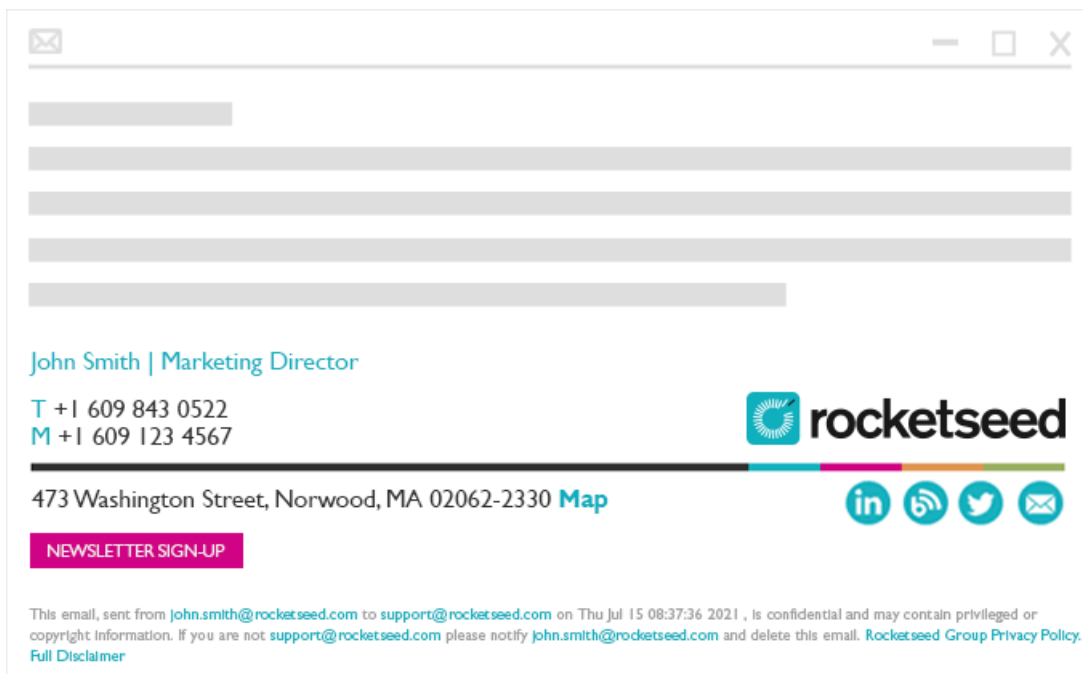 John Smith | Marketing Director
T +1 609 843 0522
M +1 609 123 4567
rocketseed
473 Washington Street, Norwood, MA 02062-2330 Map
in
b
NEWSLETTER SIGN-UP
This email, sent from john.smith@rocketseed.com to support@rocketseed.com on Thu Jul 15 08:37:36 2021 , is confidential and may contain privileged or
copyright information. If you are not support@rocketseed.com please notify john.smith@rocketseed.com and delete this email. Rocketseed Group Privacy Policy.
Full Disclaimer